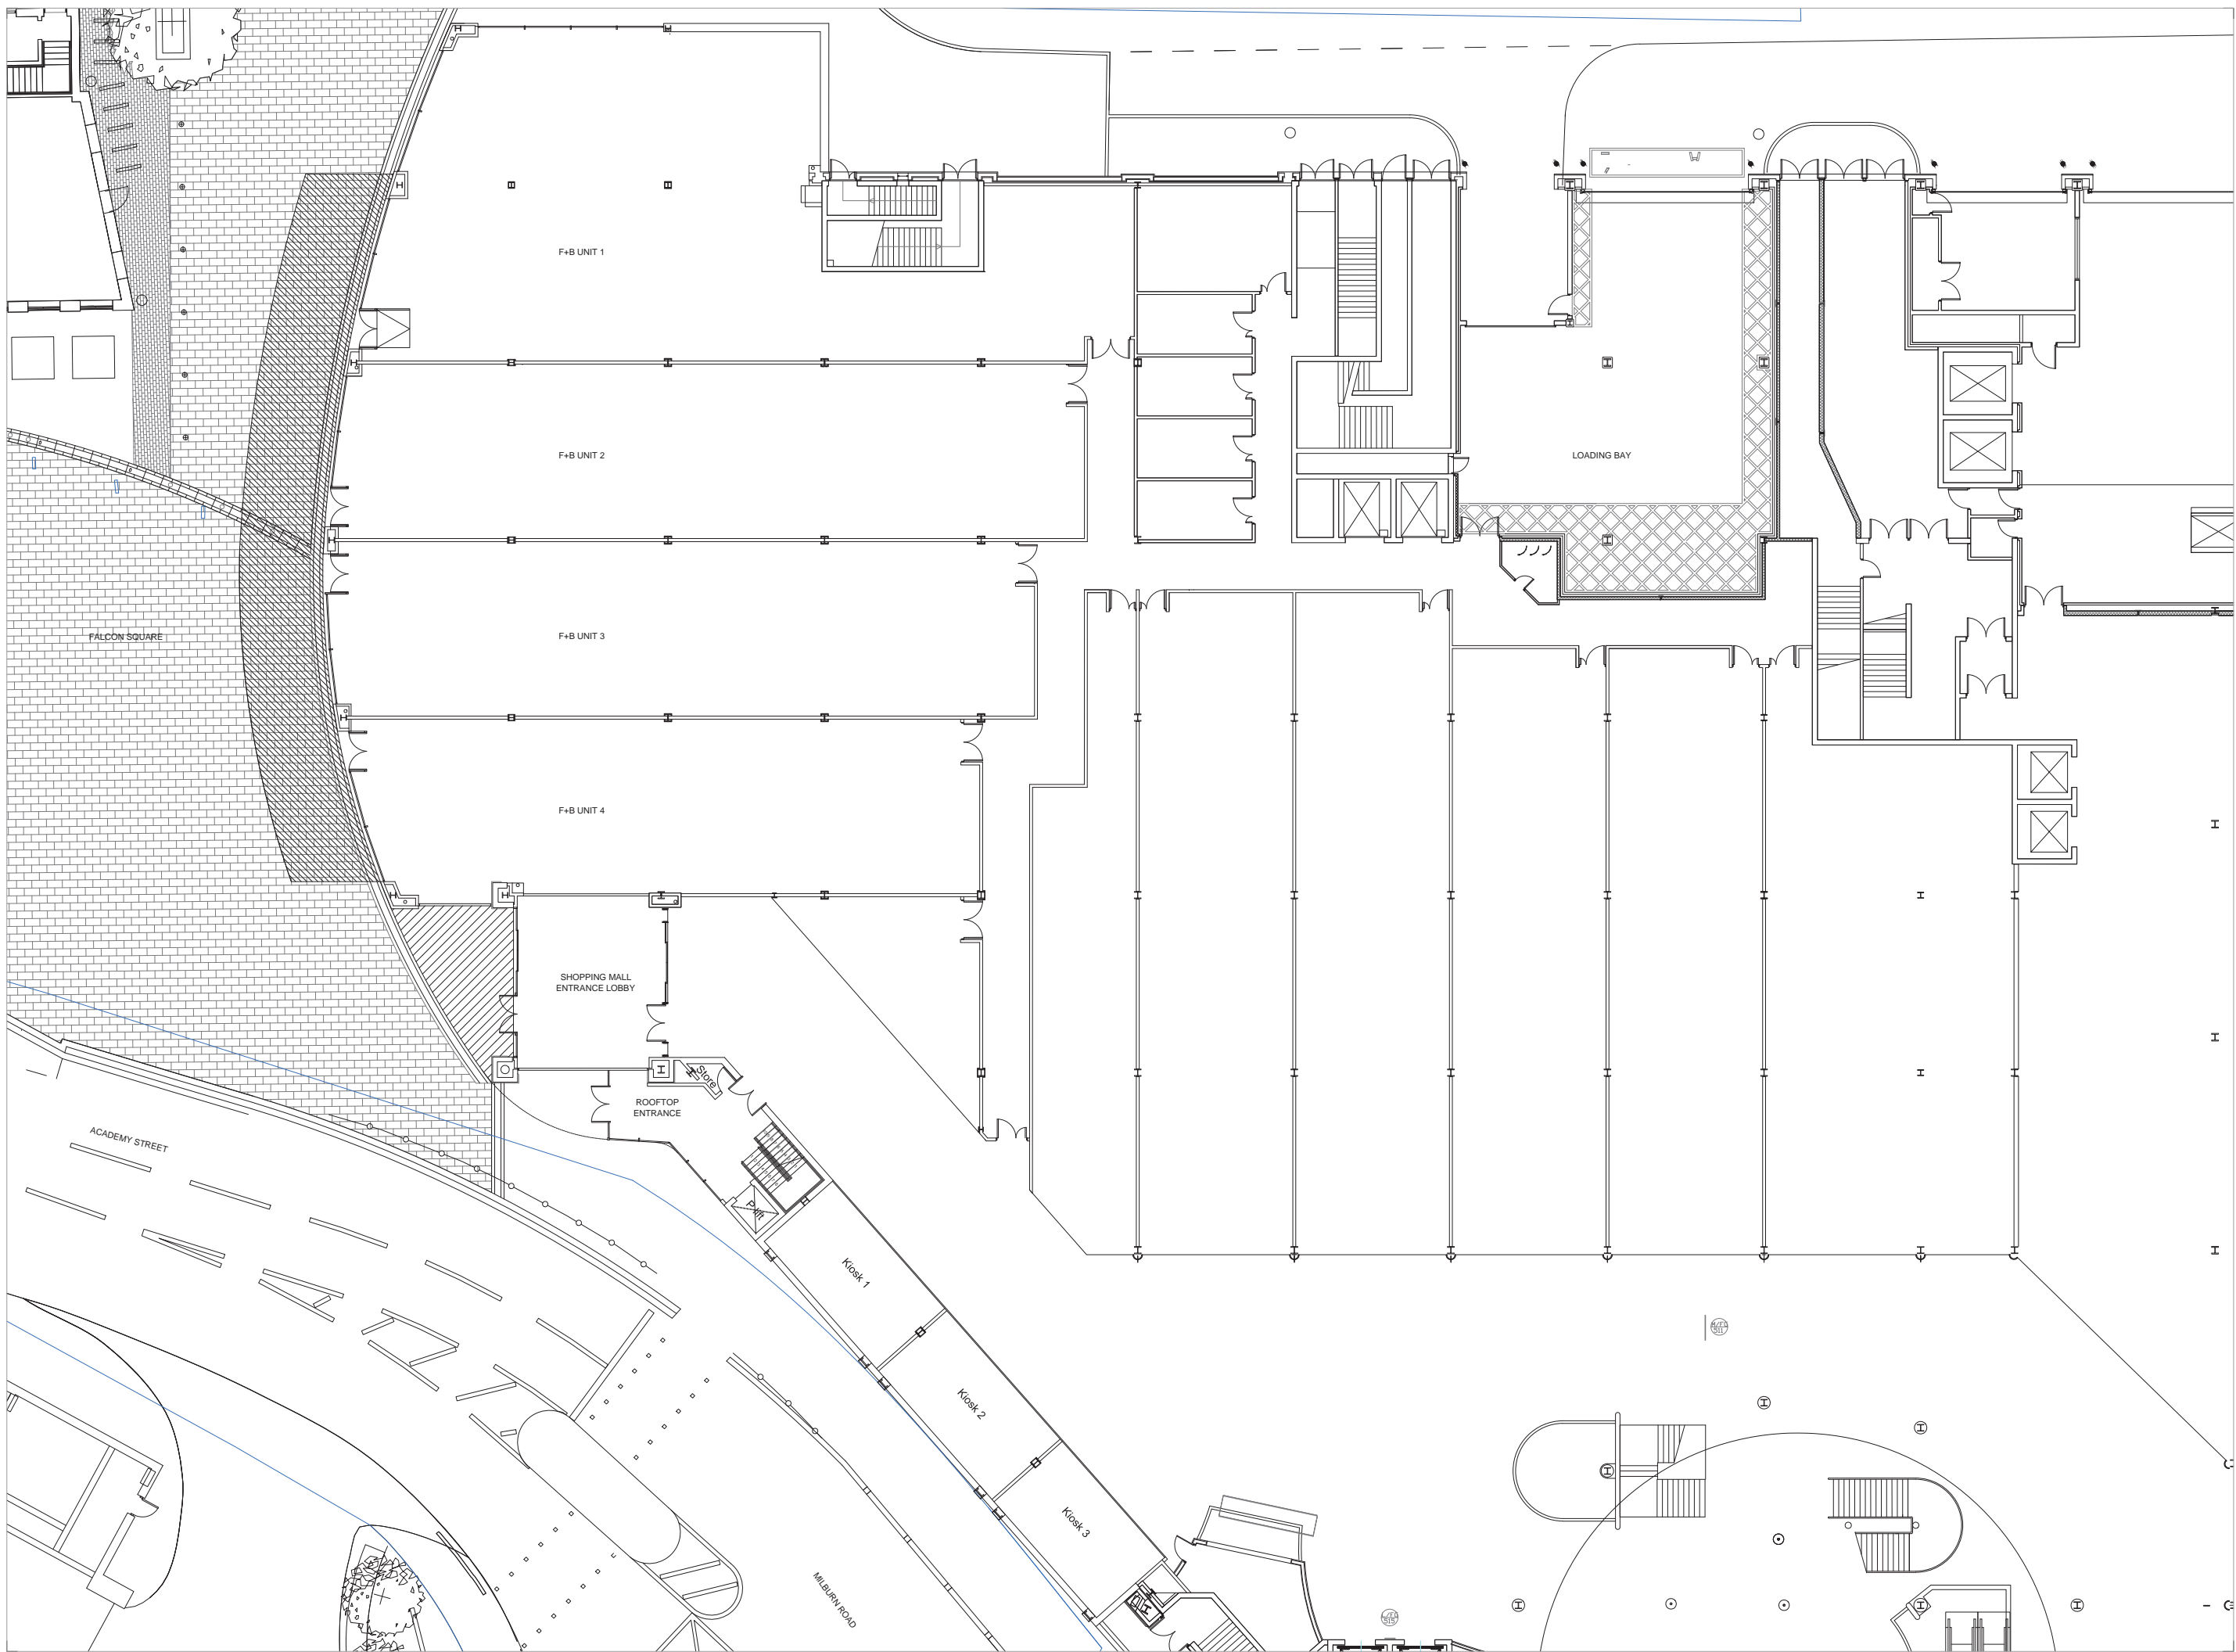 F+B UNIT 1
F+B UNIT 2
LOADING BAY
FALCON SQUARE
F+B UNIT 3
F+B UNIT 4
SHOPPING MALL
ENTRANCE LOBBY
Store
ROOFTOP
ENTRANCE
ACADEMY STREET
P.lift
Kiosk 1
Kiosk 2
Kiosk 3
MILBURN ROAD